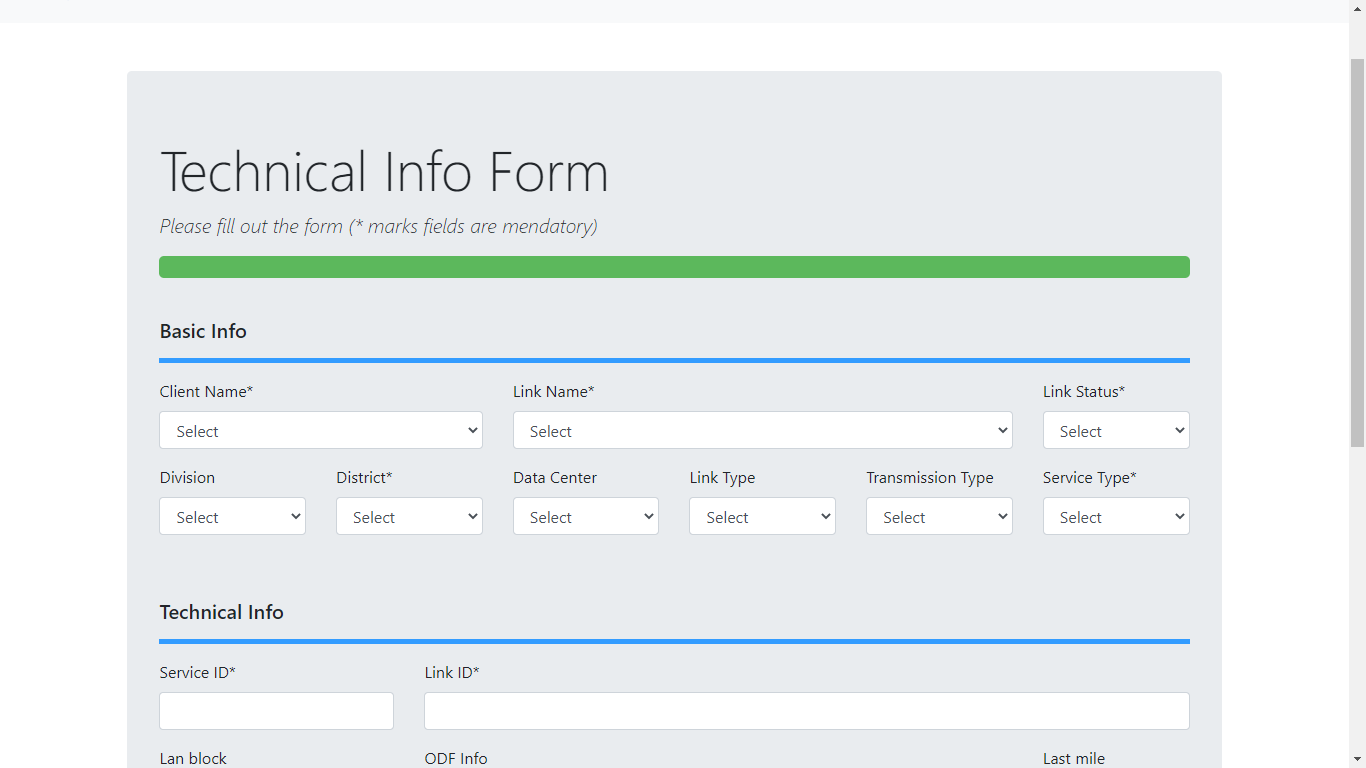 Technical Info Form
Please fill out the form (* marks fields are mendatory)
Basic Info
Client Name* Link Name* Link Status*
Select Select Select
Division District* Data Center Link Type Transmission Type Service Type*
Select Select Select Select Select Select
Technical Info
Service ID* Link ID*
Lan block ODF Info Last mile